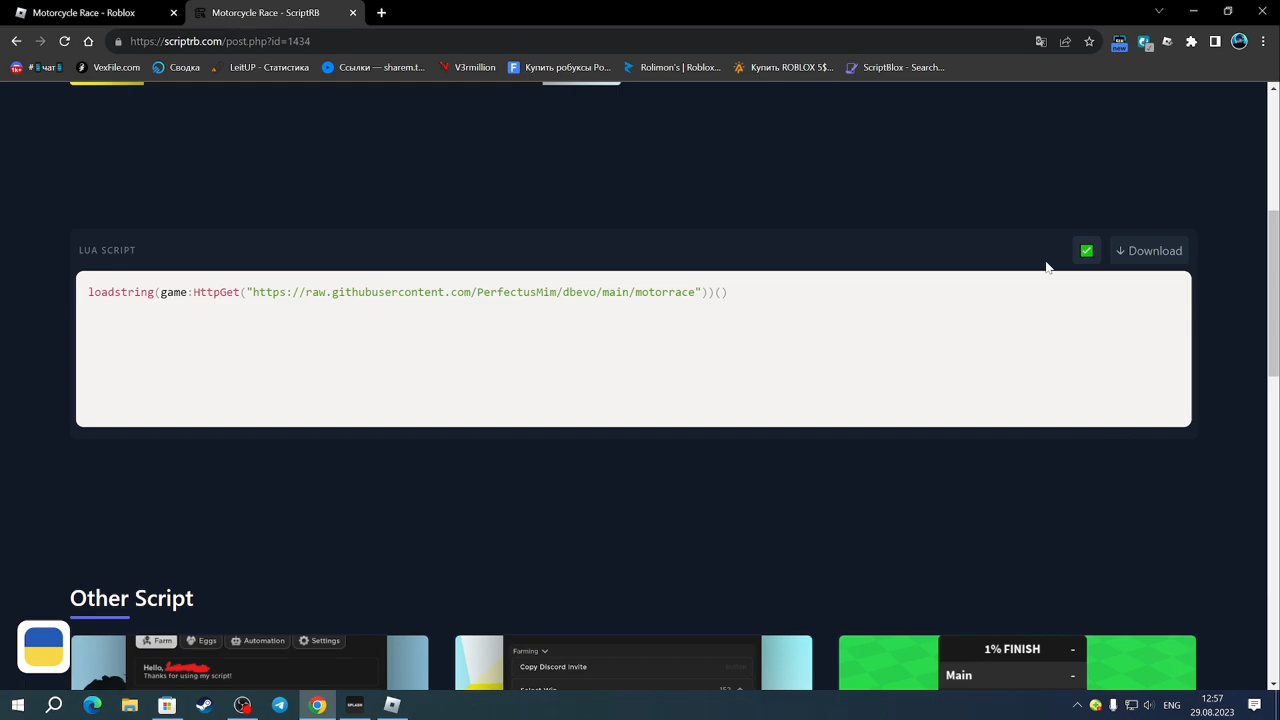 Motorcycle Race - Roblox
Motorcycle Race - ScriptRB
https://scriptrb.com/post.php?id=1434
new
VexFile.com
Сводка
LeitUP - Статистика
Ссылки — sharem.t...
V3rmillion
Купить робуксы Ro...
Rolimon's | Roblox...
Купить ROBLOX 5$...
ScriptBlox - Search...
LUA SCRIPT
Download
loadstring(game:HttpGet("https://raw.githubusercontent.com/PerfectusMim/dbevo/main/motorrace"))()
Other Script
Farm
Eggs
Automation
Settings
Hello,
Thanks for using my script!
Farming
Copy Discord Invite
1% FINISH -
Main -
ENG
12:57
29.08.2023